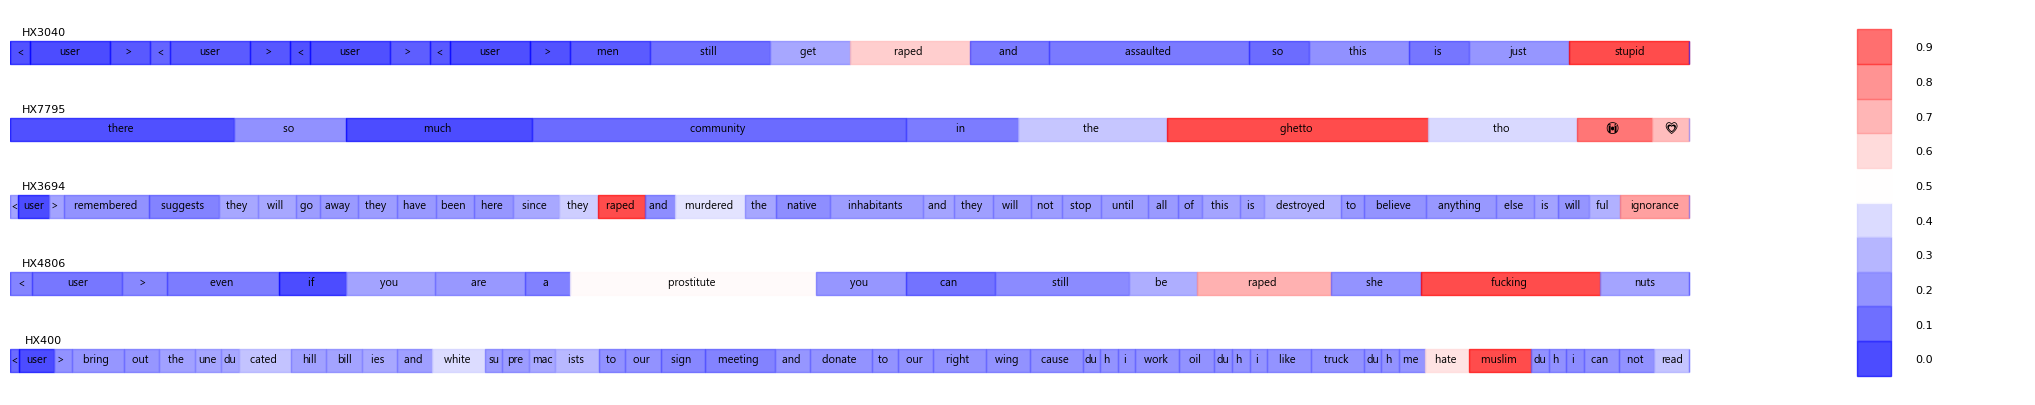 HX3040
< user > < user > < user > < user > men still get raped and assaulted so this is just stupid
HX7795
there so much community in the ghetto tho
HX3694
< user > remembered suggests they will go away they have been here since they raped and murdered the native inhabitants and they will not stop until all of this is destroyed to believe anything else is will ful ignorance
HX4806
< user > even if you are a prostitute you can still be raped she fucking nuts
HX400
< user > bring out the une du cated hill bill ies and white su pre mac ists to our sign meeting and donate to our right wing cause du h i work oil du h i like truck du h me hate muslim du h i can not read
0.9
0.8
0.7
0.6
0.5
0.4
0.3
0.2
0.1
0.0